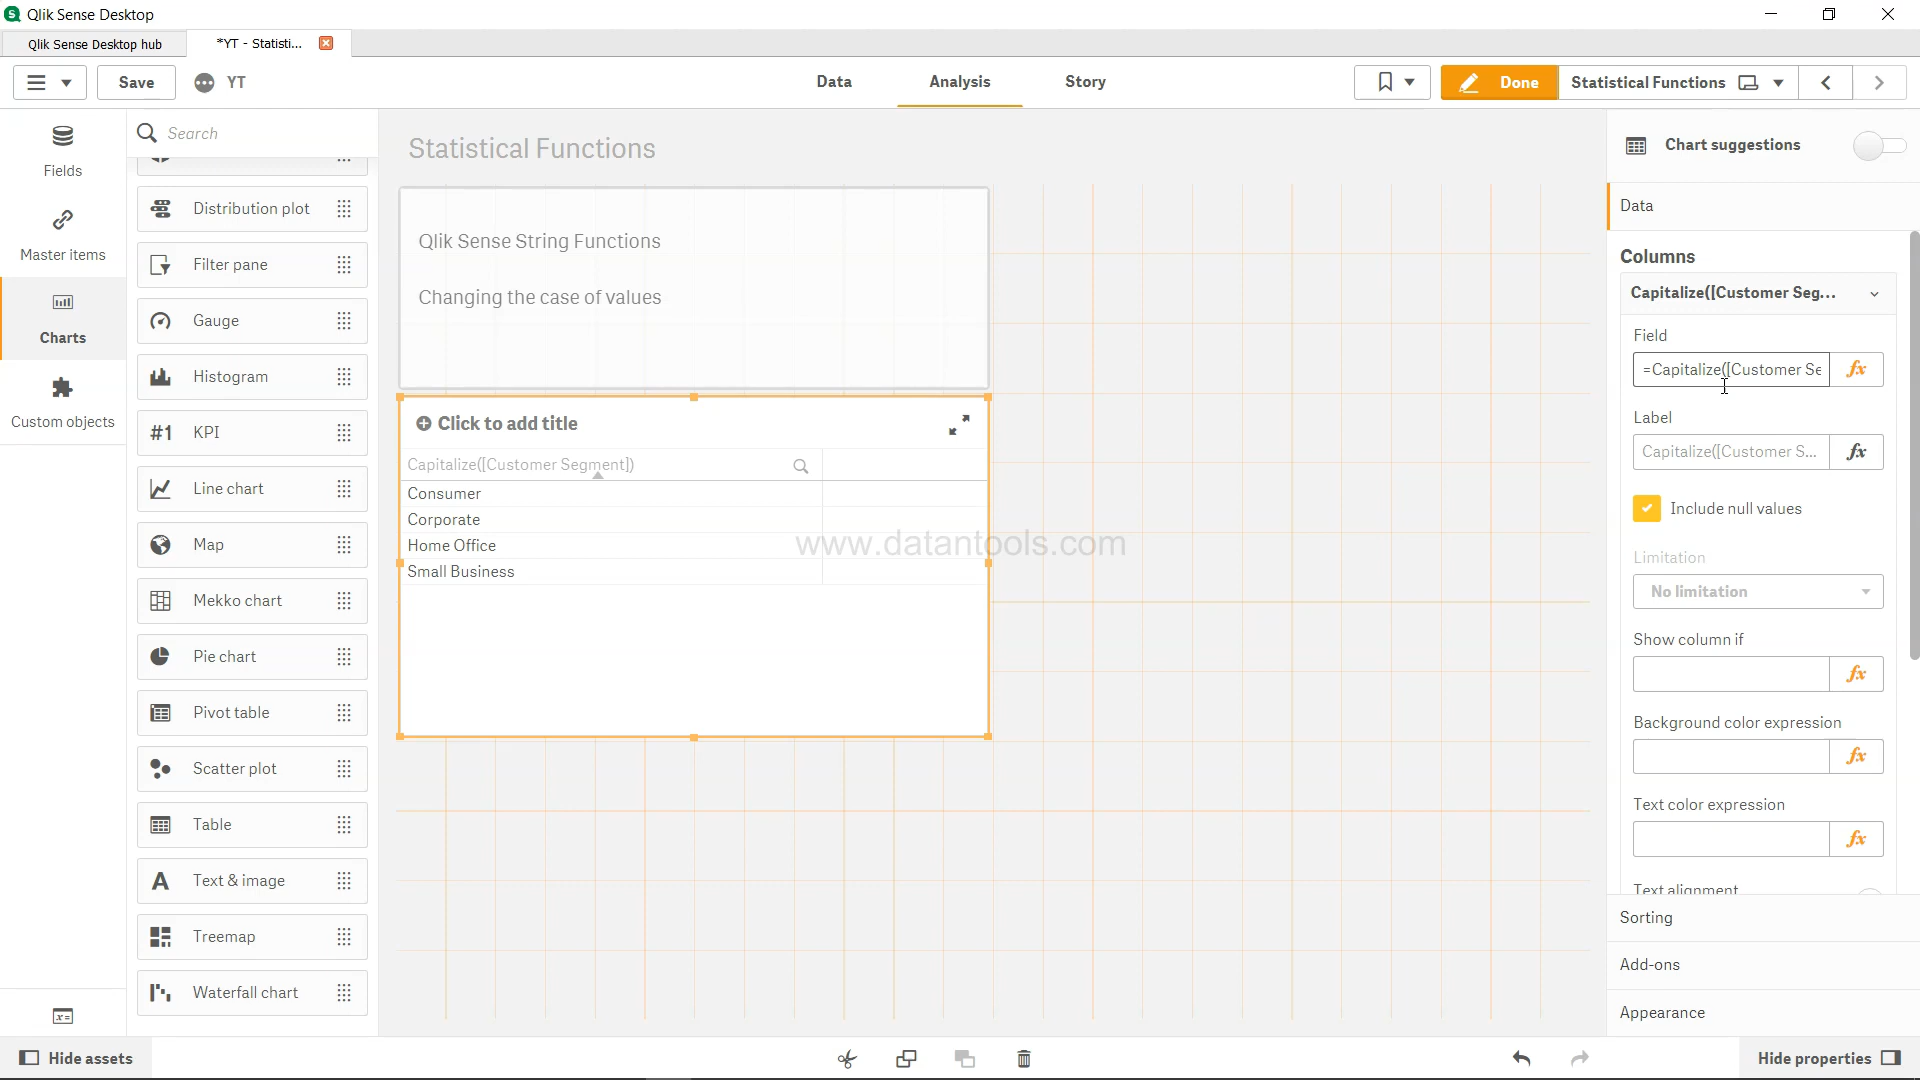 Qlik Sense Desktop
Qlik Sense Desktop hub
*YT - Statisti...
Save
YT
Data
Analysis
Story
Done
Statistical Functions
Fields
Master items
Charts
Custom objects
Search
Distribution plot
Filter pane
Gauge
Histogram
#1 KPI
Line chart
Map
Mekko chart
Pie chart
Pivot table
Scatter plot
Table
A Text & image
Treemap
Waterfall chart
Statistical Functions
Qlik Sense String Functions
Changing the case of values
Click to add title
Capitalize([Customer Segment])
Consumer
Corporate
Home Office
Small Business
www.datantools.com
Chart suggestions
Data
Columns
Capitalize([Customer Seg...
Field
=Capitalize([Customer Se
fx
Label
Capitalize([Customer S...
fx
Include null values
Limitation
No limitation
Show column if
fx
Background color expression
fx
Text color expression
fx
Text alignment
Sorting
Add-ons
Appearance
Hide assets
Hide properties